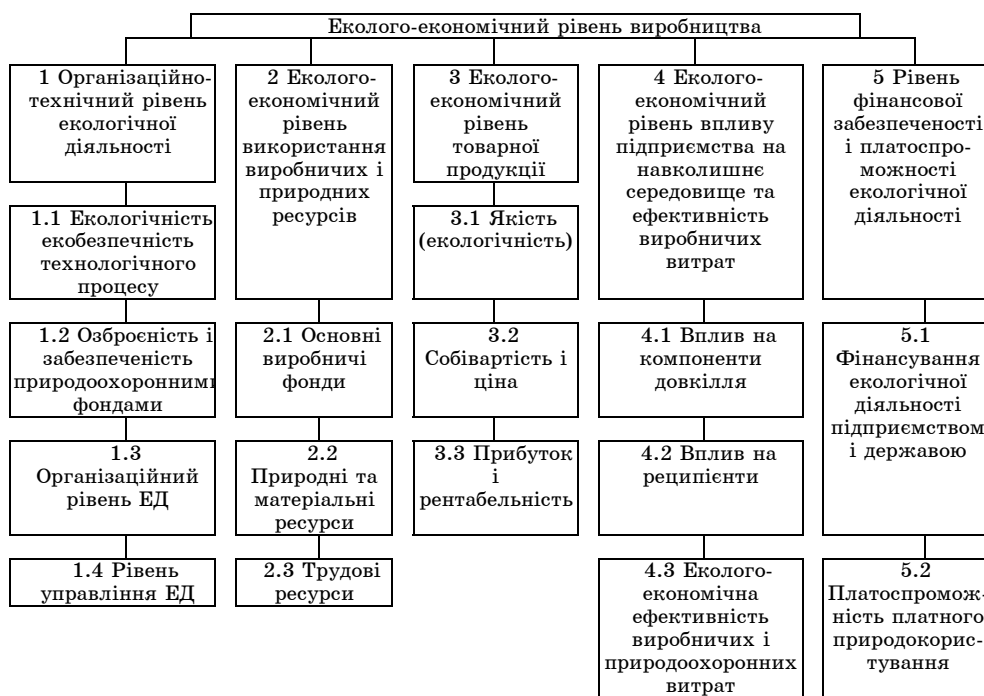 Еколого-економічний рівень виробництва
1 Організаційно-
технічний рівень
екологічної
діяльності
1.1 Екологічність
екобезпечність
технологічного
процесу
1.2 Озброєність і
забезпеченість
природоохоронними
фондами
1.3
Організаційний
рівень ЕД
1.4 Рівень
управління ЕД
2 Еколого-
економічний
рівень
використання
виробничих і
природних
ресурсів
2.1 Основні
виробничі
фонди
2.2
Природні та
матеріальні
ресурси
2.3 Трудові
ресурси
3 Еколого-
економічний
рівень
товарної
продукції
3.1 Якість
(екологічність)
3.2
Собівартість і
ціна
3.3 Прибуток
і
рентабельність
4 Еколого-
економічний
рівень впливу
підприємства на
навколишнє
середовище та
ефективність
виробничих
витрат
4.1 Вплив на
компоненти
довкілля
4.2 Вплив на
реципієнти
4.3 Еколого-
економічна
ефективність
виробничих і
природоохоронних
витрат
5 Рівень
фінансової
забезпеченості
і платоспро-
можності
екологічної
діяльності
5.1
Фінансування
екологічної
діяльності
підприємством
і державою
5.2
Платоспромож-
ність платного
природокорис-
тування